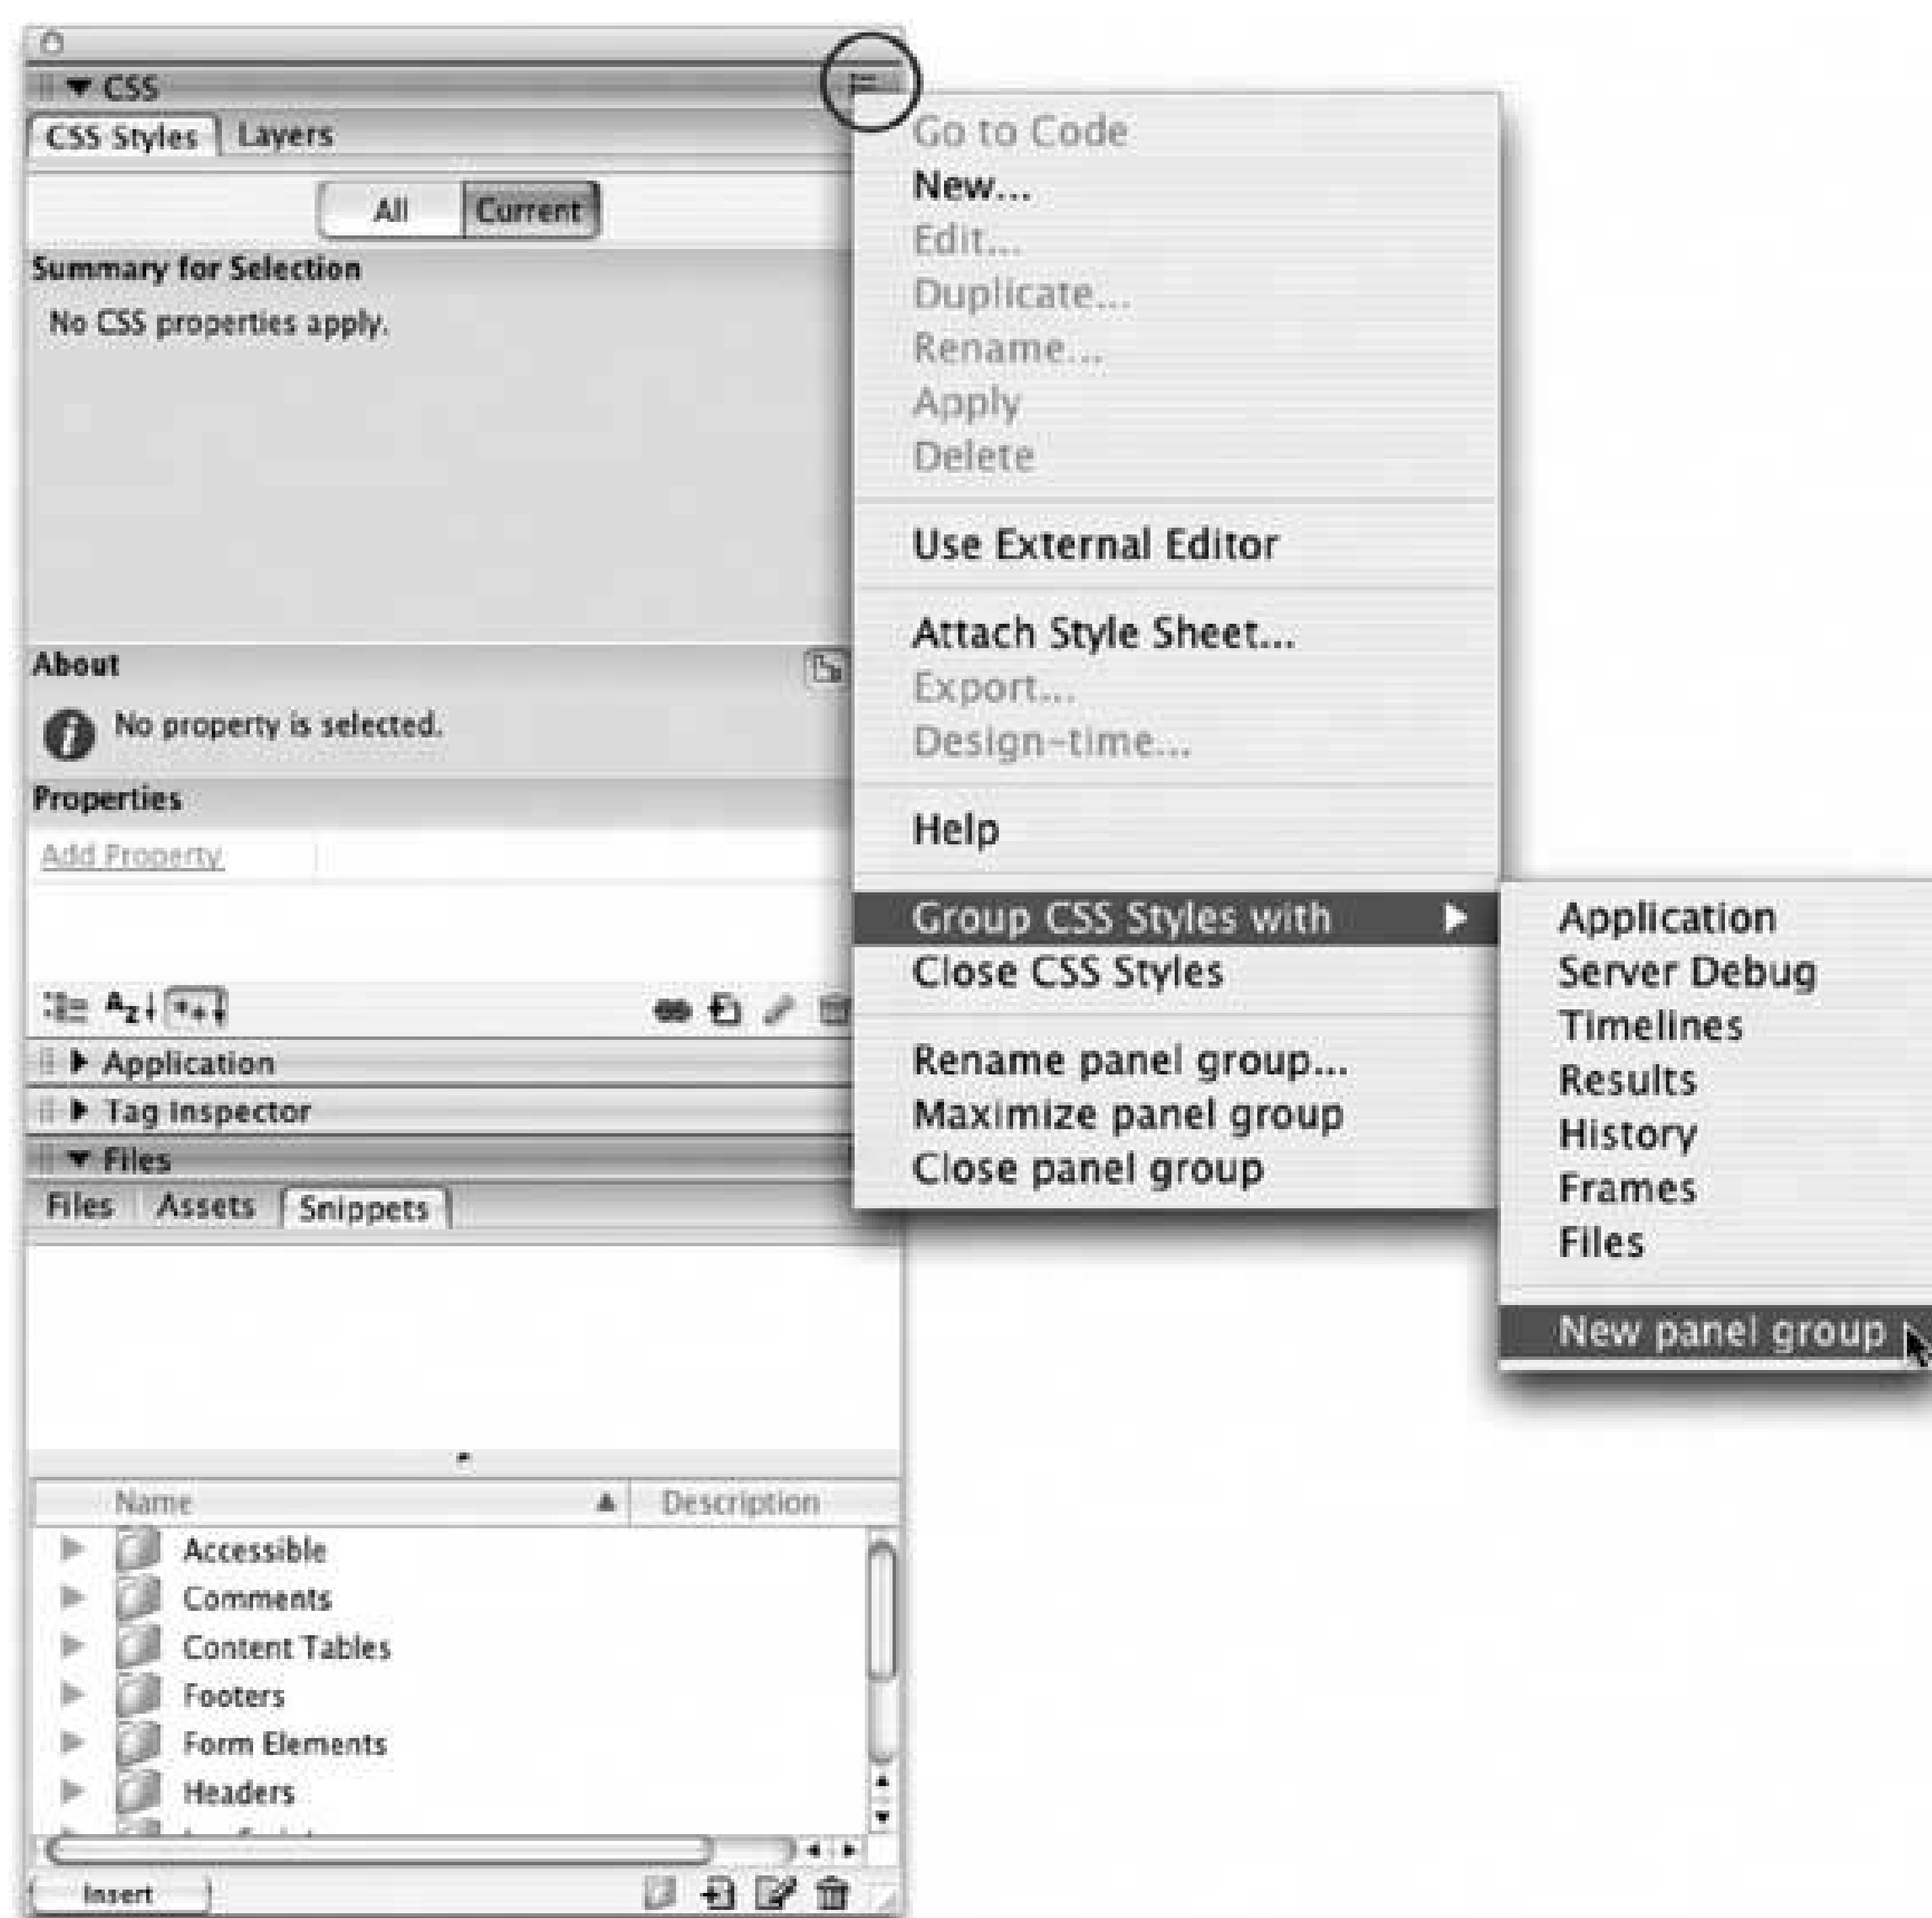 CSS
CSS Styles Layers
All Current
Summary for Selection
No CSS properties apply.
About
No property is selected.
Properties
Add Property
Application
Tag Inspector
Files
Files Assets Snippets
Name Description
Accessible
Comments
Content Tables
Footers
Form Elements
Headers
Insert
Go to Code
New...
Edit...
Duplicate...
Rename...
Apply
Delete
Use External Editor
Attach Style Sheet...
Export...
Design-time...
Help
Group CSS Styles with
Close CSS Styles
Rename panel group...
Maximize panel group
Close panel group
Application
Server Debug
Timelines
Results
History
Frames
Files
New panel group